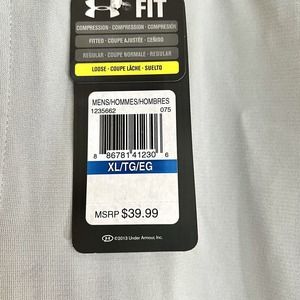 FIT
COMPRESSION - COMPRESSION - COMPRESIÓN
FITTED - COUPE AJUSTÉE - CEÑIDO
REGULAR - COUPE NORMALE - REGULAR
LOOSE - COUPE LÂCHE - SUELTO
MENS/HOMMES/HOMBRES
1235662 075
8 86781 41230 6
XL/TG/EG
MSRP $39.99
©2013 Under Armour, Inc.